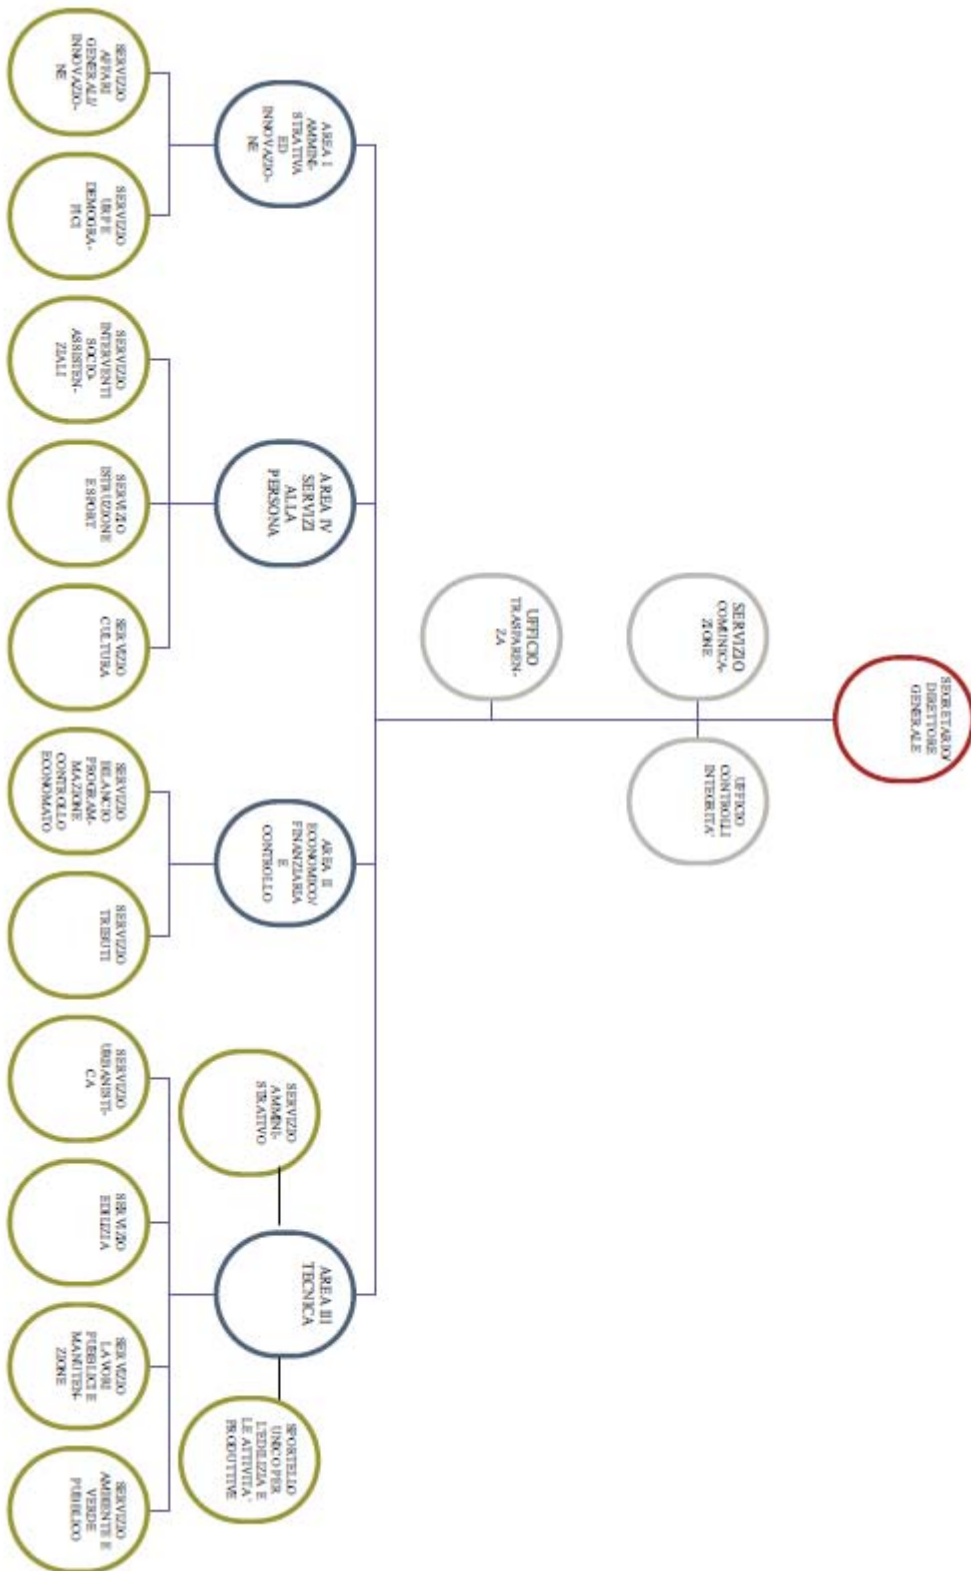 SEGRETARIO/
DIRETTORE
GENERALE
SERVIZIO
COMUNICA-
ZIONE
UFFICIO
CONTROLLI
INTEGRITA'
UFFICIO
TRASPAREN-
ZA
AREA I
AMMINI-
STRATIVA
ED
INNOVAZIO-
NE
AREA IV
SERVIZI
ALLA
PERSONA
AREA II
ECONOMICO/
FINANZIARIA
E
CONTROLLO
AREA III
TECNICA
SERVIZIO
AMMINI-
STRATIVO
SPORTELLO
UNICO PER
L'EDILIZIA E
LE ATTIVITA'
PRODUTTIVE
SERVIZIO
AFFARI
GENERALI/
INNOVAZIO-
NE
SERVIZIO
URP E
DEMOGRA-
FICI
SERVIZIO
INTERVENTI
SOCIO-
ASSISTEN-
ZIALI
SERVIZIO
ISTRUZIONE
E SPORT
SERVIZIO
CULTURA
SERVIZIO
BILANCIO
PROGRAM-
MAZIONE
CONTROLLO
ECONOMATO
SERVIZIO
TRIBUTI
SERVIZIO
URBANISTI-
CA
SERVIZIO
EDILIZIA
SERVIZIO
LAVORI
PUBBLICI E
MANUTEN-
ZIONE
SERVIZIO
AMBIENTE E
VERDE
PUBBLICO